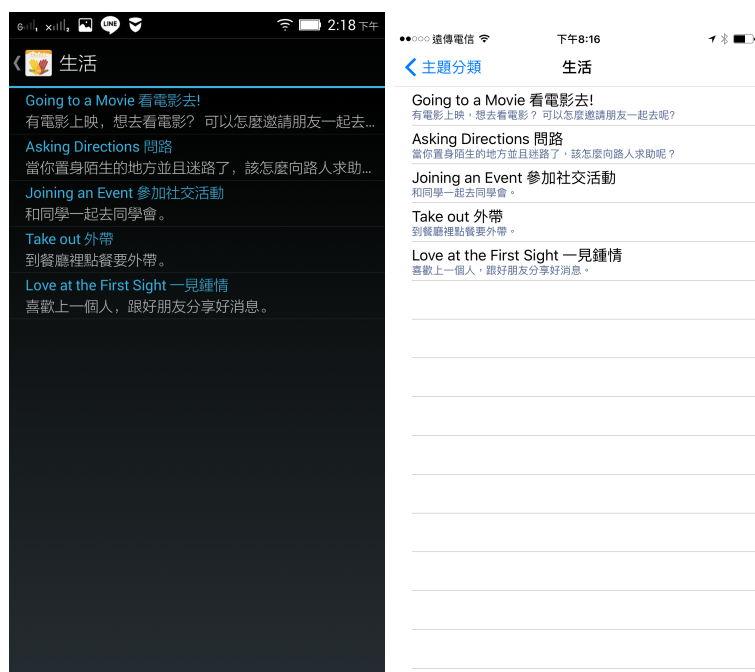 LINE
2:18 下午
生活
Going to a Movie 看電影去!
有電影上映，想去看電影？ 可以怎麼邀請朋友一起去...
Asking Directions 問路
當你置身陌生的地方並且迷路了，該怎麼向路人求助...
Joining an Event 參加社交活動
和同學一起去同學會。
Take out 外帶
到餐廳裡點餐要外帶。
Love at the First Sight 一見鍾情
喜歡上一個人，跟好朋友分享好消息。
遠傳電信 下午8:16
主題分類 生活
Going to a Movie 看電影去!
有電影上映，想去看電影？ 可以怎麼邀請朋友一起去呢?
Asking Directions 問路
當你置身陌生的地方並且迷路了，該怎麼向路人求助呢？
Joining an Event 參加社交活動
和同學一起去同學會。
Take out 外帶
到餐廳裡點餐要外帶。
Love at the First Sight 一見鍾情
喜歡上一個人，跟好朋友分享好消息。